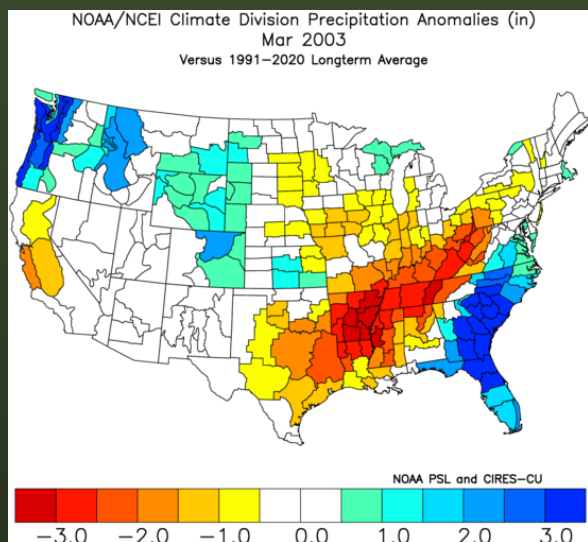 NOAA/NCEI Climate Division Precipitation Anomalies (in)
Mar 2003
Versus 1991−2020 Longterm Average
NOAA PSL and CIRES−CU
−3.0 −2.0 −1.0 0.0 1.0 2.0 3.0